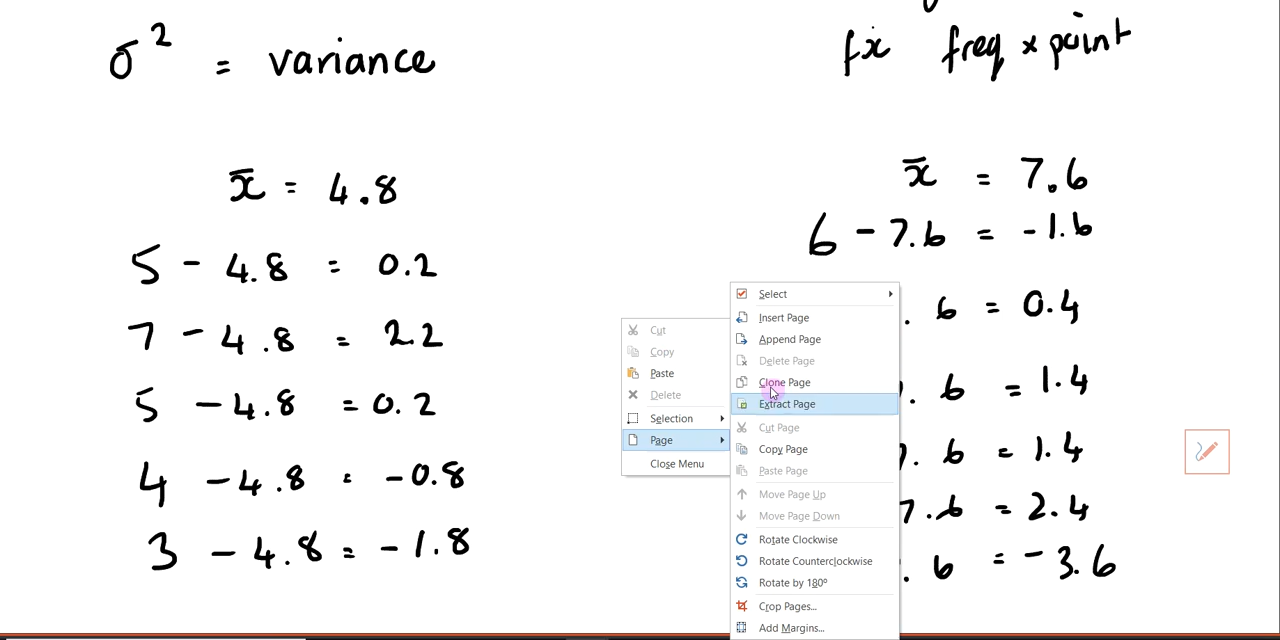 σ² = variance
fx freq × point
x̄ = 4.8
5 - 4.8 = 0.2
7 - 4.8 = 2.2
5 - 4.8 = 0.2
4 - 4.8 = -0.8
3 - 4.8 = -1.8
x̄ = 7.6
6 - 7.6 = -1.6
. 6 = 0.4
. 6 = 1.4
7. 6 = 1.4
7.6 = 2.4
. 6 = -3.6
Cut
Copy
Paste
Delete
Selection
Page
Close Menu
Select
Insert Page
Append Page
Delete Page
Clone Page
Extract Page
Cut Page
Copy Page
Paste Page
Move Page Up
Move Page Down
Rotate Clockwise
Rotate Counterclockwise
Rotate by 180º
Crop Pages...
Add Margins...